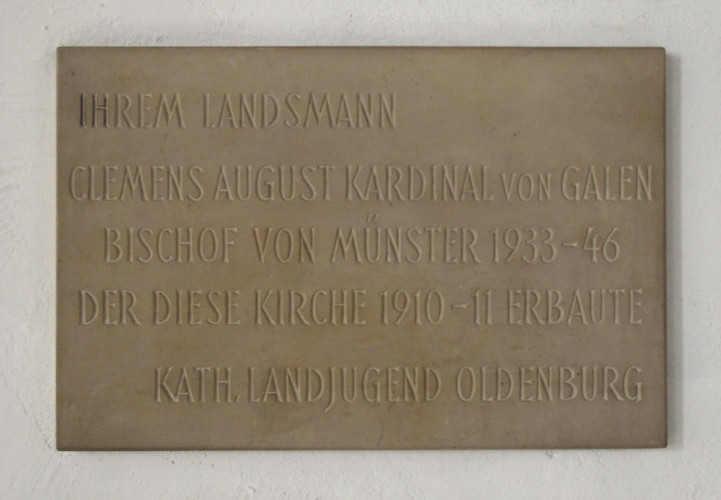 IHREM LANDSMANN
CLEMENS AUGUST KARDINAL VON GALEN
BISCHOF VON MÜNSTER 1933-46
DER DIESE KIRCHE 1910-11 ERBAUTE
KATH. LANDJUGEND OLDENBURG